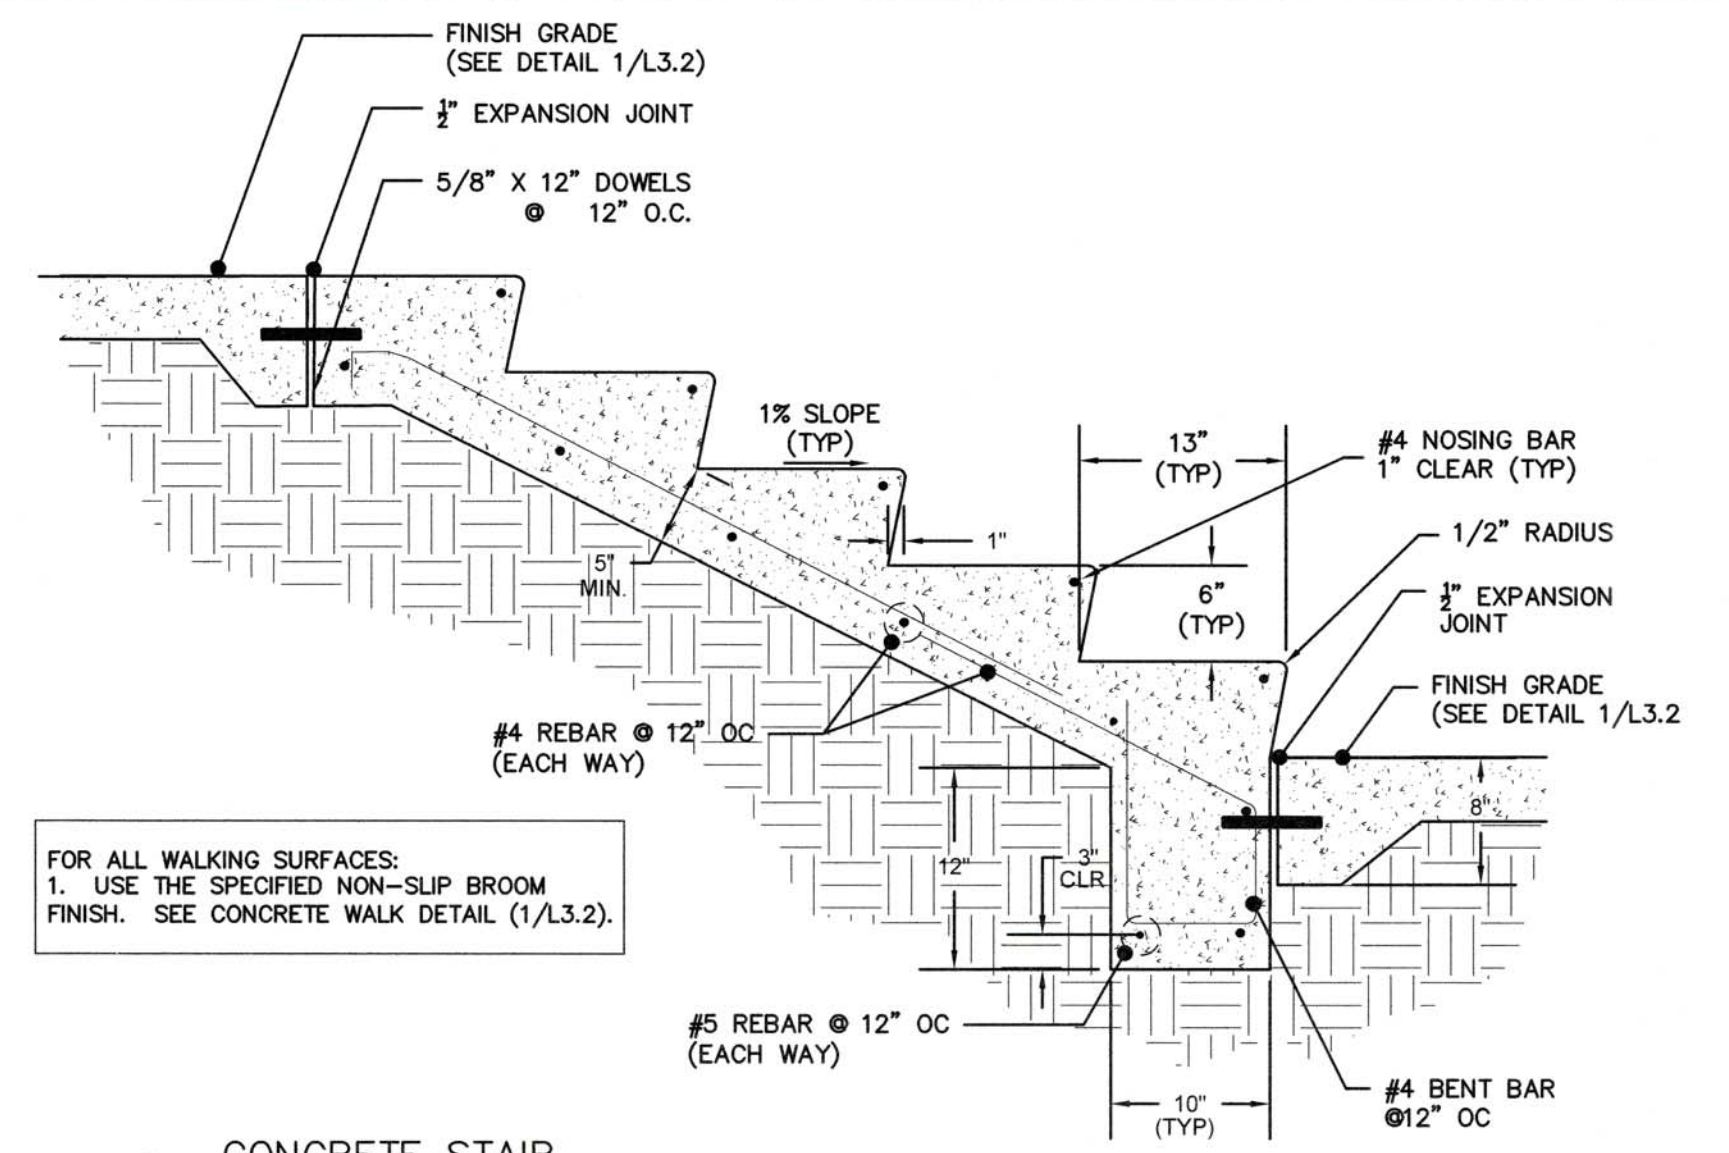 FINISH GRADE
(SEE DETAIL 1/L3.2)
½" EXPANSION JOINT
5/8" X 12" DOWELS
@ 12" O.C.
1% SLOPE
(TYP)
13"
(TYP)
#4 NOSING BAR
1" CLEAR (TYP)
1/2" RADIUS
1"
5"
MIN.
6"
(TYP)
½" EXPANSION
JOINT
FINISH GRADE
(SEE DETAIL 1/L3.2
#4 REBAR @ 12" OC
(EACH WAY)
8"
12"
3"
CLR
FOR ALL WALKING SURFACES:
1. USE THE SPECIFIED NON-SLIP BROOM
FINISH. SEE CONCRETE WALK DETAIL (1/L3.2).
#5 REBAR @ 12" OC
(EACH WAY)
10"
(TYP)
#4 BENT BAR
@12" OC
CONCRETE STAIR